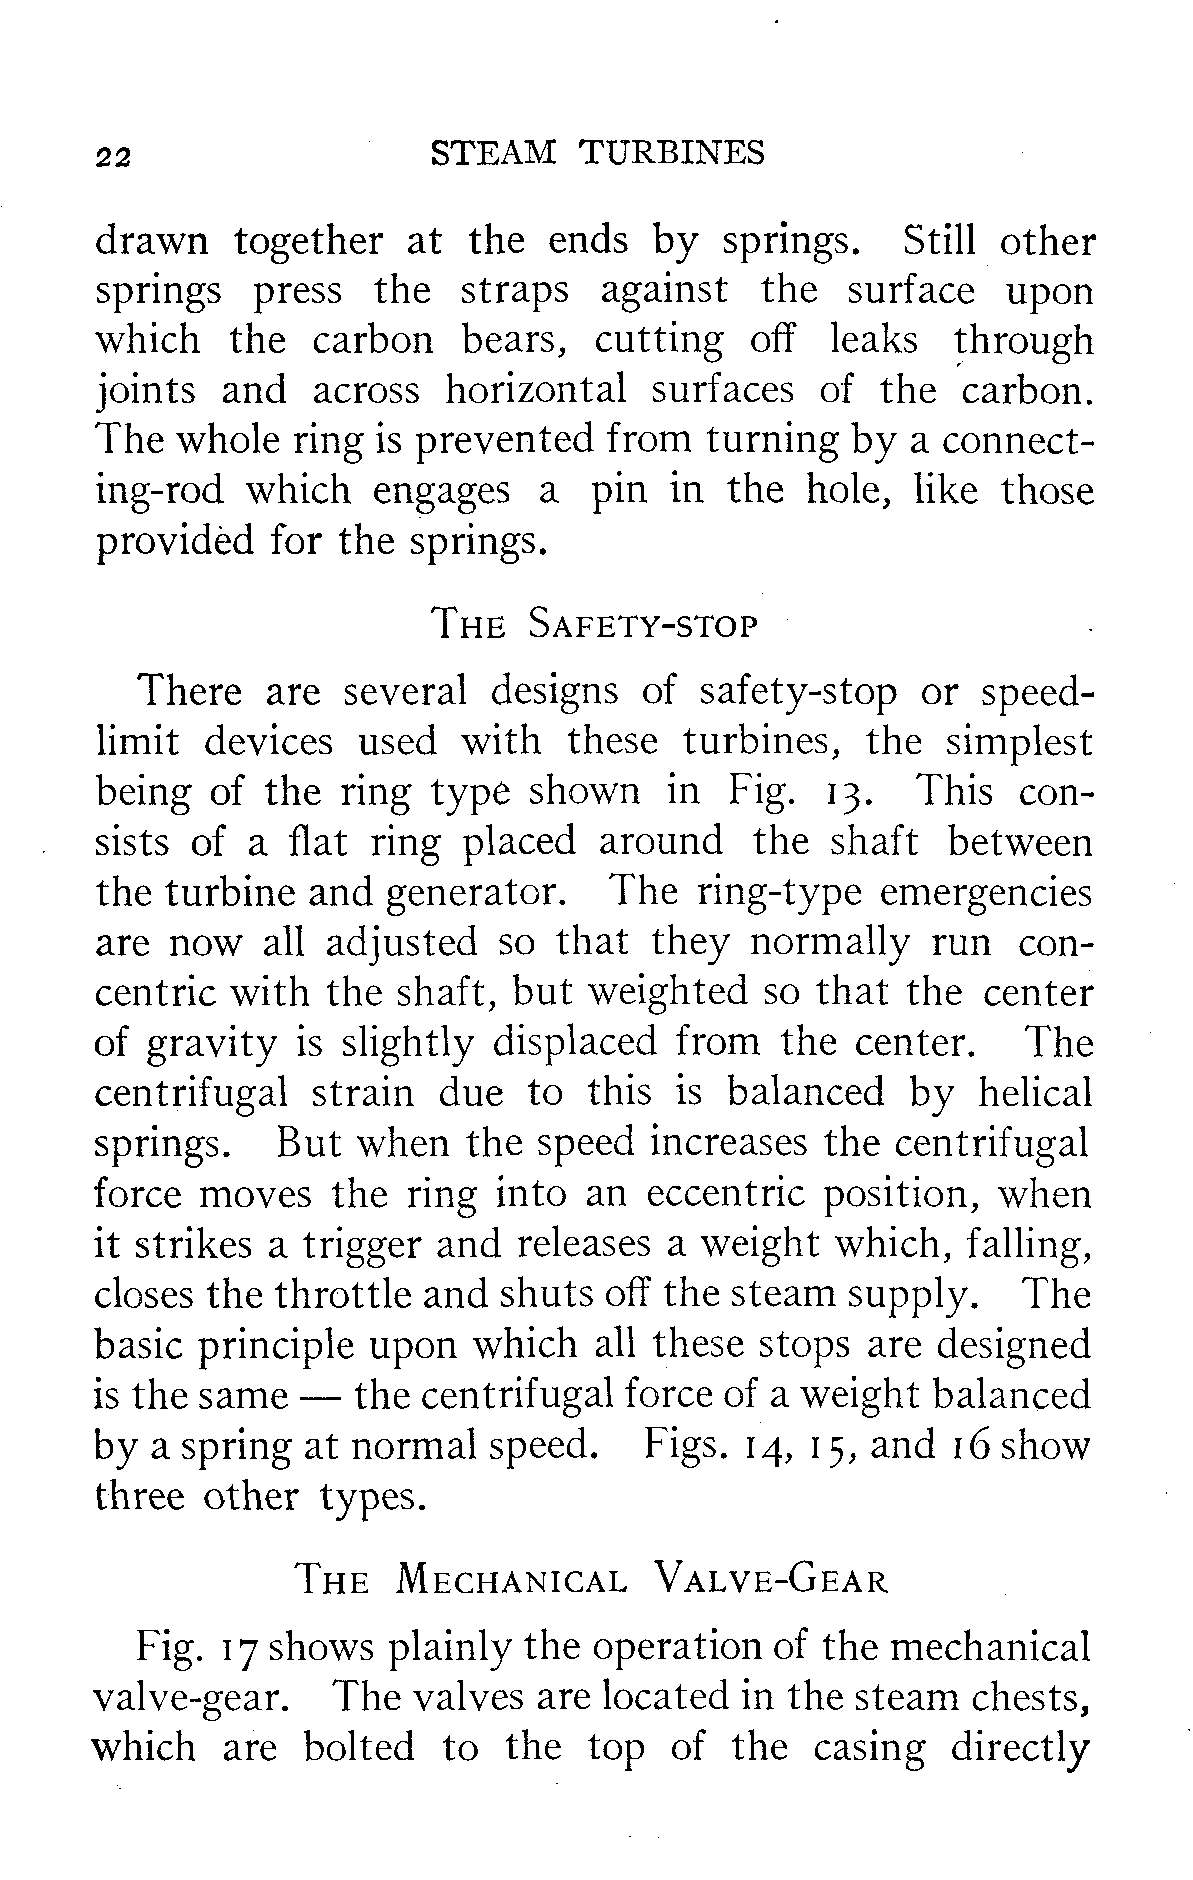 22 STEAM TURBINES
drawn together at the ends by springs. Still other
springs press the straps against the surface upon
which the carbon bears, cutting off leaks through
joints and across horizontal surfaces of the carbon.
The whole ring is prevented from turning by a connect-
ing-rod which engages a pin in the hole, like those
provided for the springs.
THE SAFETY-STOP
There are several designs of safety-stop or speed-
limit devices used with these turbines, the simplest
being of the ring type shown in Fig. 13. This con-
sists of a flat ring placed around the shaft between
the turbine and generator. The ring-type emergencies
are now all adjusted so that they normally run con-
centric with the shaft, but weighted so that the center
of gravity is slightly displaced from the center. The
centrifugal strain due to this is balanced by helical
springs. But when the speed increases the centrifugal
force moves the ring into an eccentric position, when
it strikes a trigger and releases a weight which, falling,
closes the throttle and shuts off the steam supply. The
basic principle upon which all these stops are designed
is the same — the centrifugal force of a weight balanced
by a spring at normal speed. Figs. 14, 15, and 16 show
three other types.
THE MECHANICAL VALVE-GEAR
Fig. 17 shows plainly the operation of the mechanical
valve-gear. The valves are located in the steam chests,
which are bolted to the top of the casing directly